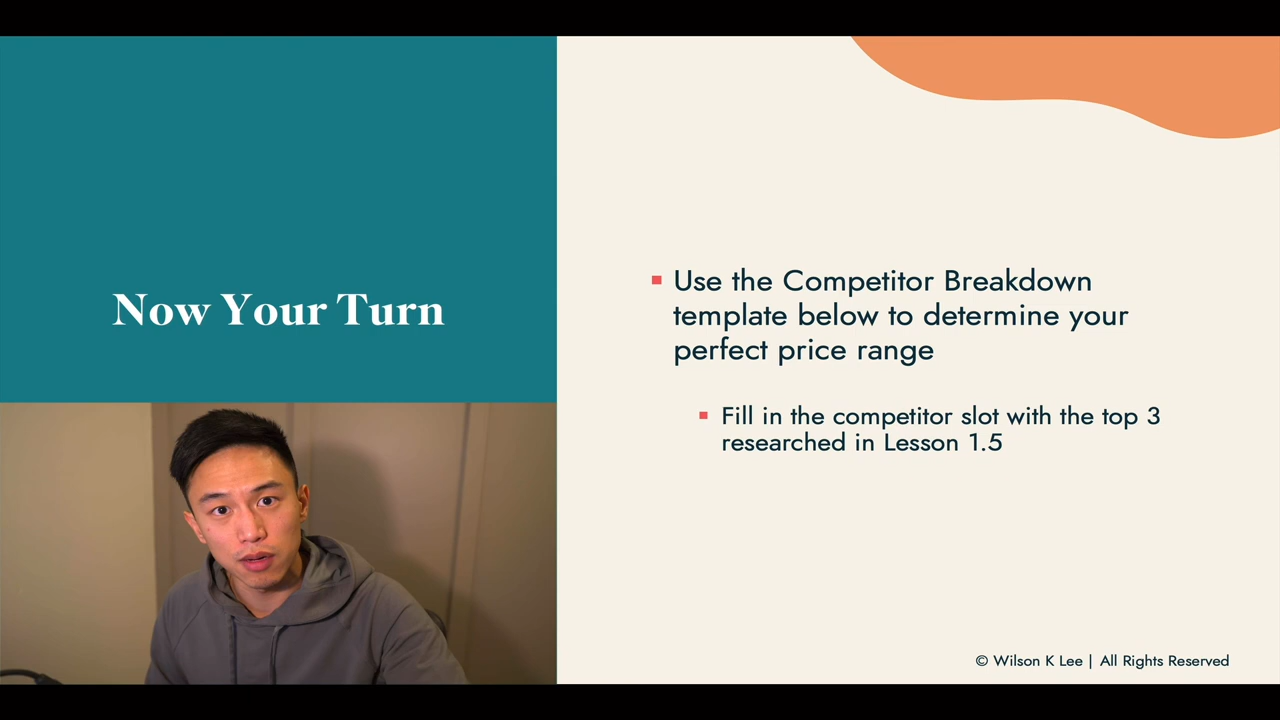 Now Your Turn
Use the Competitor Breakdown
template below to determine your
perfect price range
Fill in the competitor slot with the top 3
researched in Lesson 1.5
© Wilson K Lee | All Rights Reserved